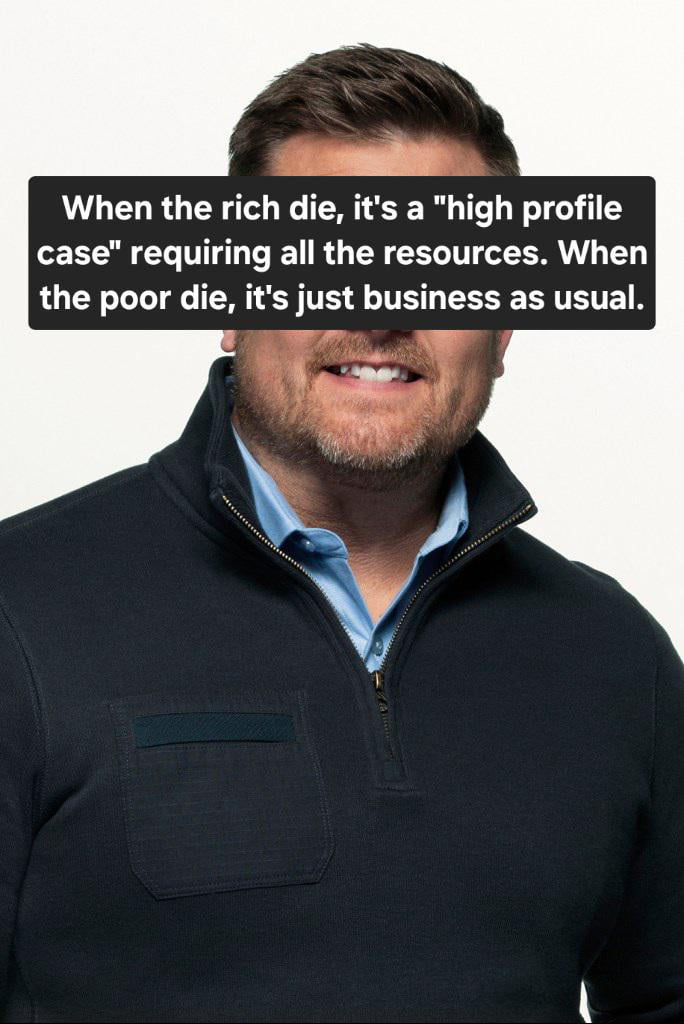 When the rich die, it's a "high profile
case" requiring all the resources. When
the poor die, it's just business as usual.